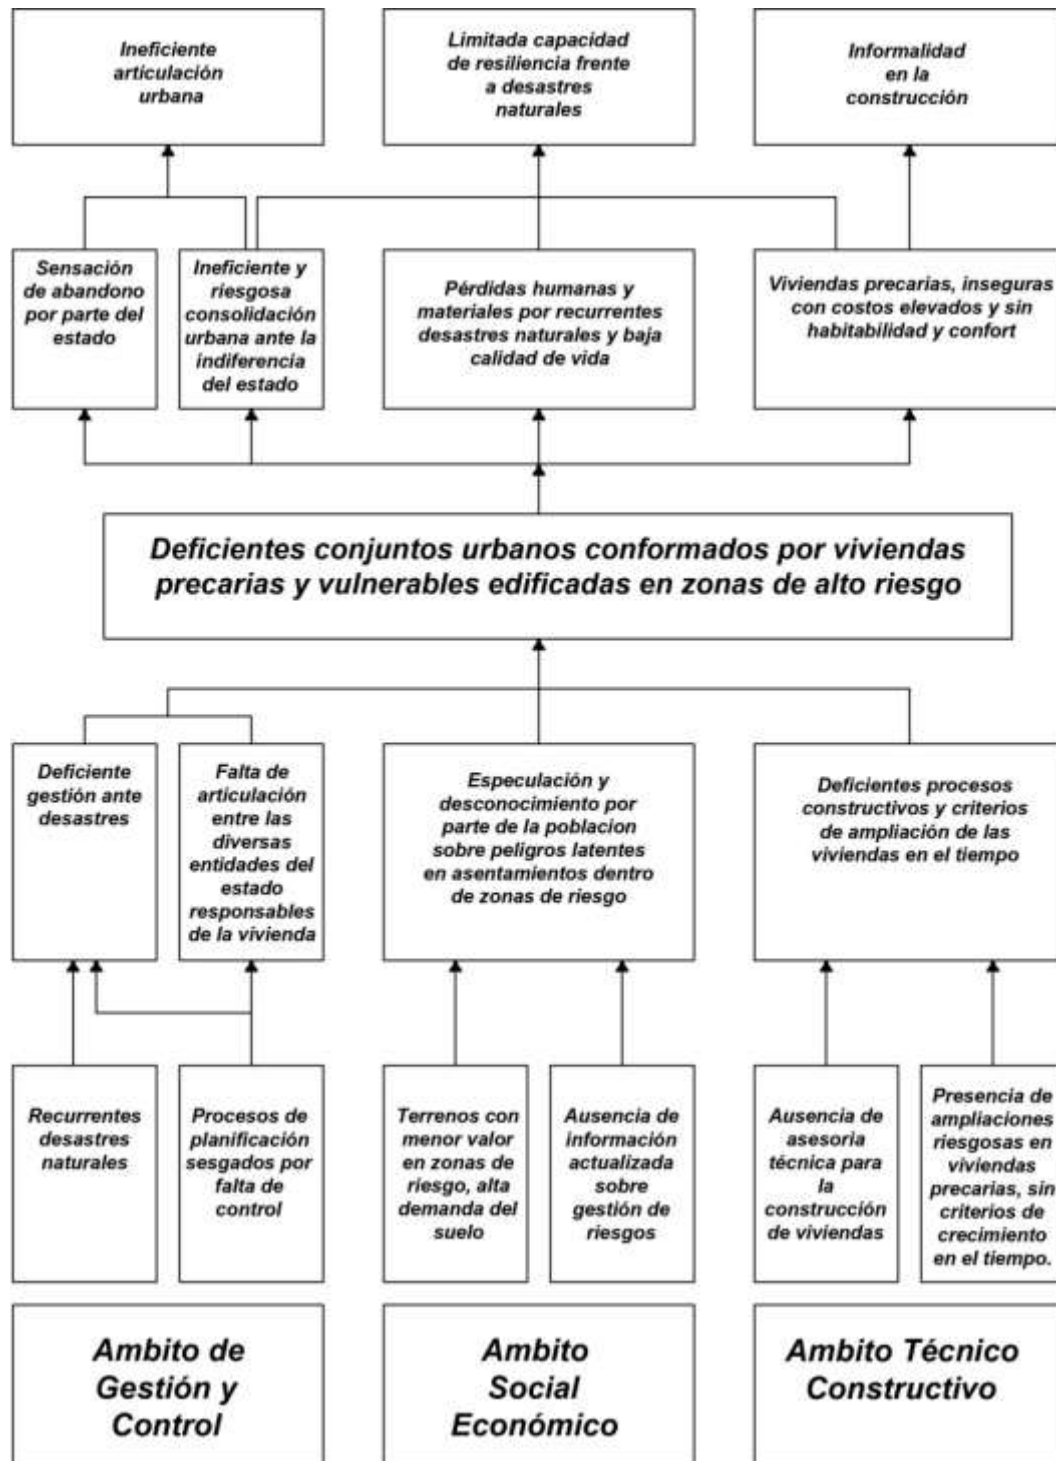 Ineficiente
articulación
urbana
Limitada capacidad
de resiliencia frente
a desastres
naturales
Informalidad
en la
construcción
Sensación
de abandono
por parte del
estado
Ineficiente y
riesgosa
consolidación
urbana ante la
indiferencia
del estado
Pérdidas humanas y
materiales por recurrentes
desastres naturales y baja
calidad de vida
Viviendas precarias, inseguras
con costos elevados y sin
habitabilidad y confort
Deficientes conjuntos urbanos conformados por viviendas
precarias y vulnerables edificadas en zonas de alto riesgo
Deficiente
gestión ante
desastres
Falta de
articulación
entre las
diversas
entidades del
estado
responsables
de la vivienda
Especulación y
desconocimiento por
parte de la poblacion
sobre peligros latentes
en asentamientos dentro
de zonas de riesgo
Deficientes procesos
constructivos y criterios
de ampliación de las
viviendas en el tiempo
Recurrentes
desastres
naturales
Procesos de
planificación
sesgados por
falta de
control
Terrenos con
menor valor
en zonas de
riesgo, alta
demanda del
suelo
Ausencia de
información
actualizada
sobre
gestión de
riesgos
Ausencia de
asesoria
técnica para
la
construcción
de viviendas
Presencia de
ampliaciones
riesgosas en
viviendas
precarias, sin
criterios de
crecimiento
en el tiempo.
Ambito de
Gestión y
Control
Ambito
Social
Económico
Ambito Técnico
Constructivo